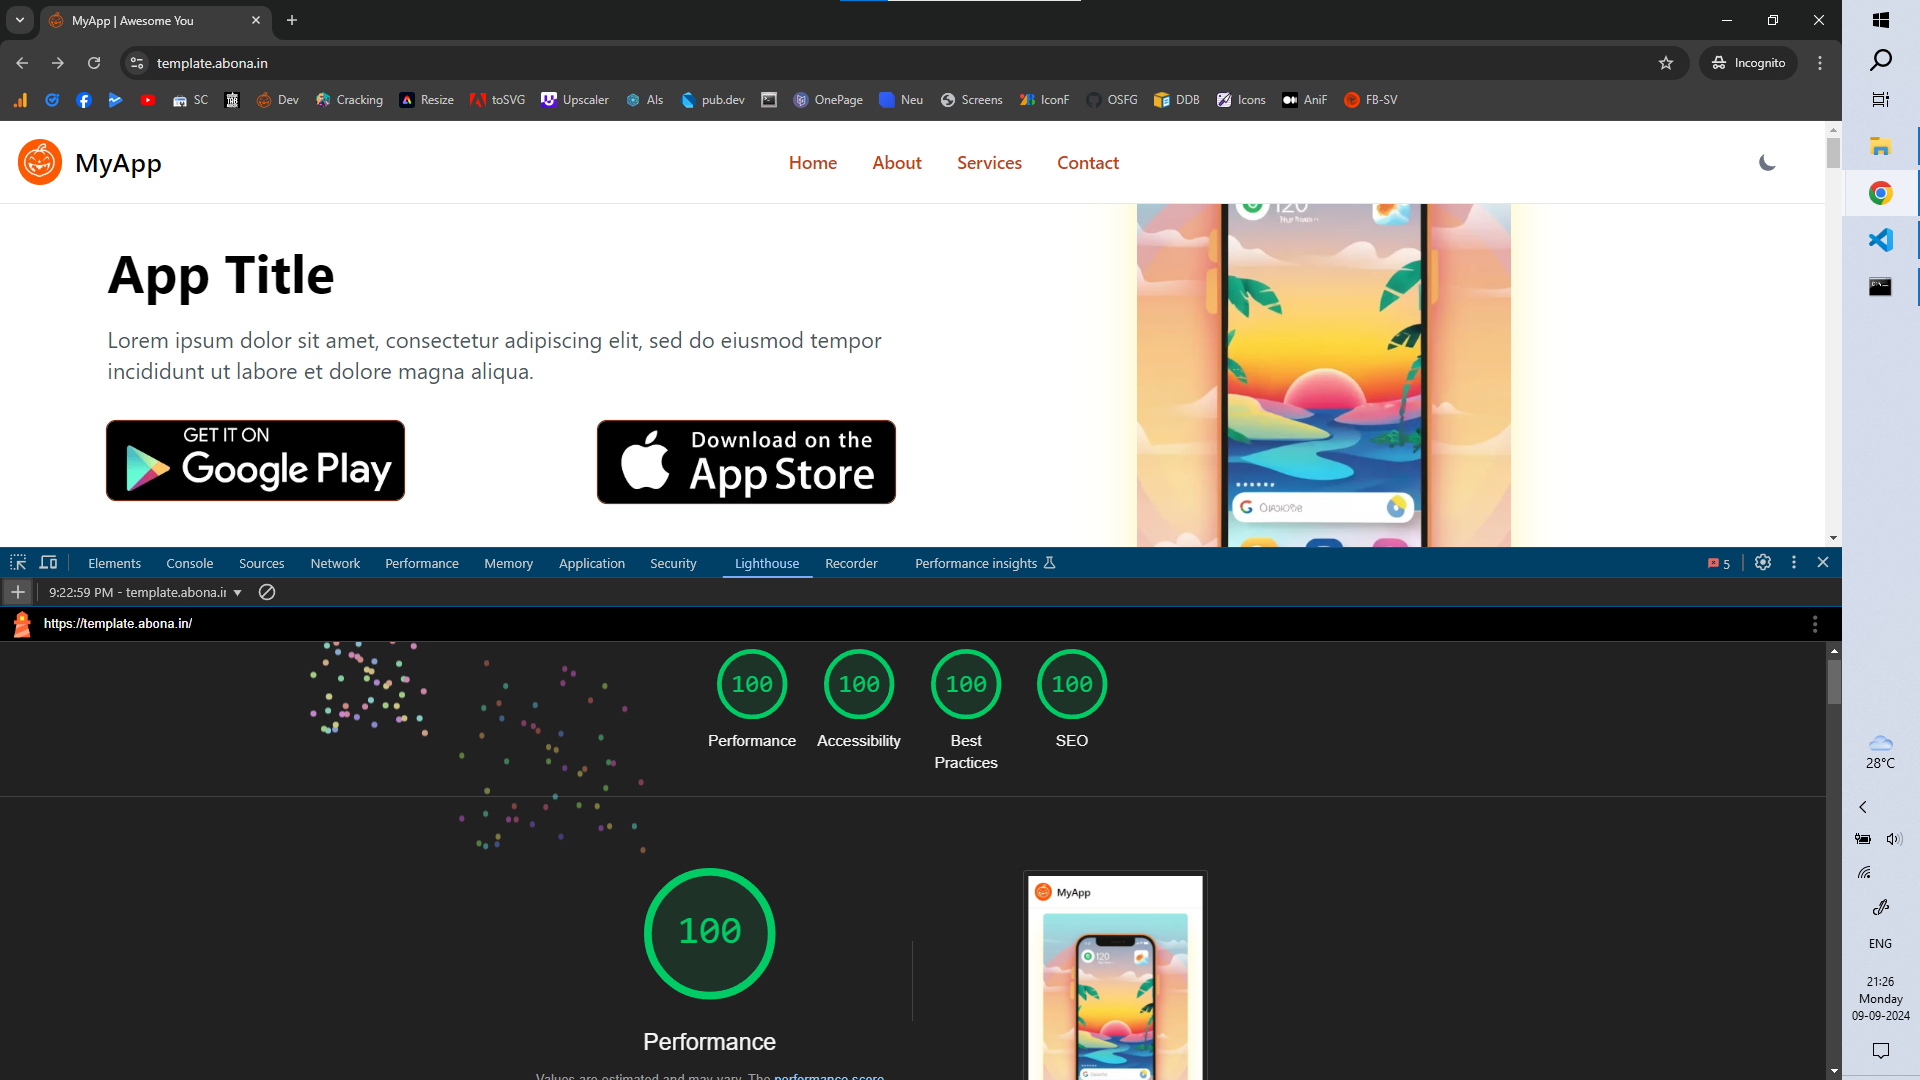 MyApp | Awesome You
template.abona.in
Incognito
SC
Dev
Cracking
Resize
toSVG
Upscaler
AIs
pub.dev
OnePage
Neu
Screens
IconF
OSFG
DDB
Icons
AniF
FB-SV
MyApp
Home About Services Contact
App Title
Lorem ipsum dolor sit amet, consectetur adipiscing elit, sed do eiusmod tempor
incididunt ut labore et dolore magna aliqua.
GET IT ON
Google Play
Download on the
App Store
120
Elements Console Sources Network Performance Memory Application Security Lighthouse Recorder Performance insights 5
9:22:59 PM - template.abona.in
https://template.abona.in/
100 100 100 100
Performance Accessibility Best
Practices SEO
100
Performance
Values are estimated and may vary. The performance score
MyApp
120
28°C
ENG
21:26
Monday
09-09-2024